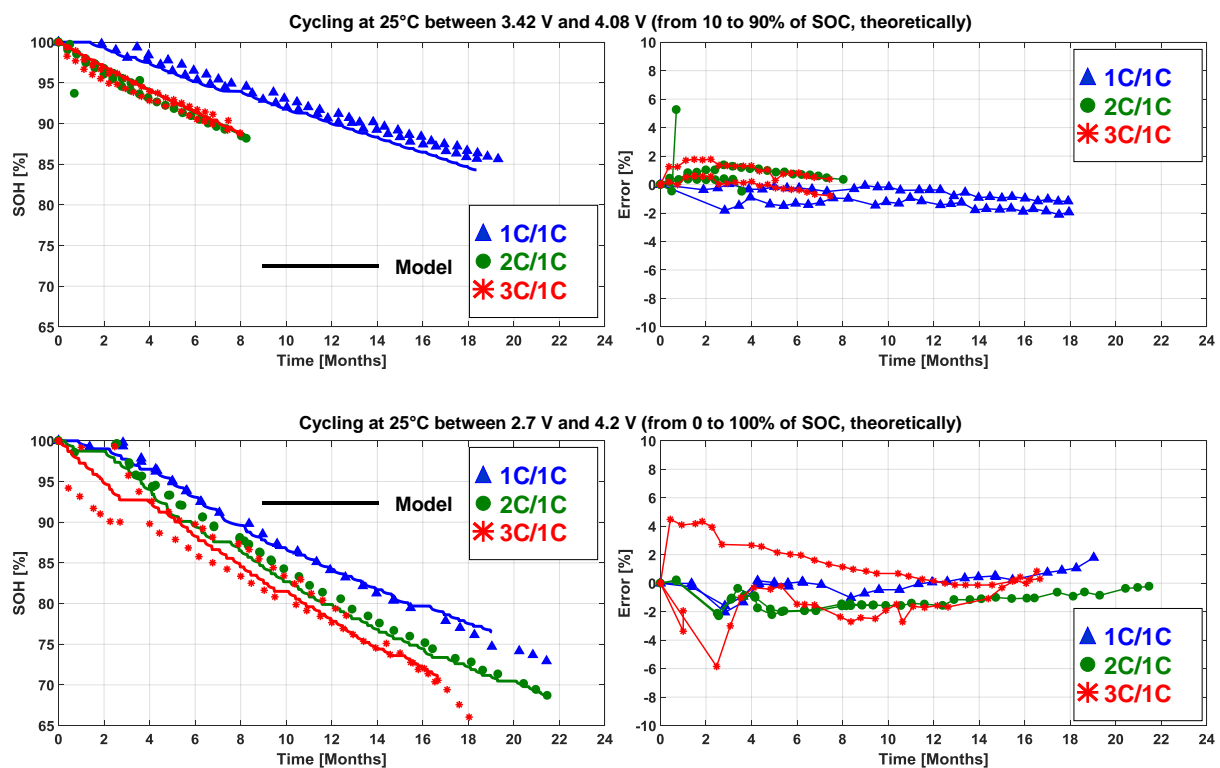 Cycling at 25°C between 3.42 V and 4.08 V (from 10 to 90% of SOC, theoretically)
100
95
90
85
80
75
70
65
SOH [%]
0 2 4 6 8 10 12 14 16 18 20 22 24
Time [Months]
Model
1C/1C
2C/1C
3C/1C
10
8
6
4
2
0
-2
-4
-6
-8
-10
Error [%]
0 2 4 6 8 10 12 14 16 18 20 22 24
Time [Months]
1C/1C
2C/1C
3C/1C
Cycling at 25°C between 2.7 V and 4.2 V (from 0 to 100% of SOC, theoretically)
100
95
90
85
80
75
70
65
SOH [%]
0 2 4 6 8 10 12 14 16 18 20 22 24
Time [Months]
Model
1C/1C
2C/1C
3C/1C
10
8
6
4
2
0
-2
-4
-6
-8
-10
Error [%]
0 2 4 6 8 10 12 14 16 18 20 22 24
Time [Months]
1C/1C
2C/1C
3C/1C